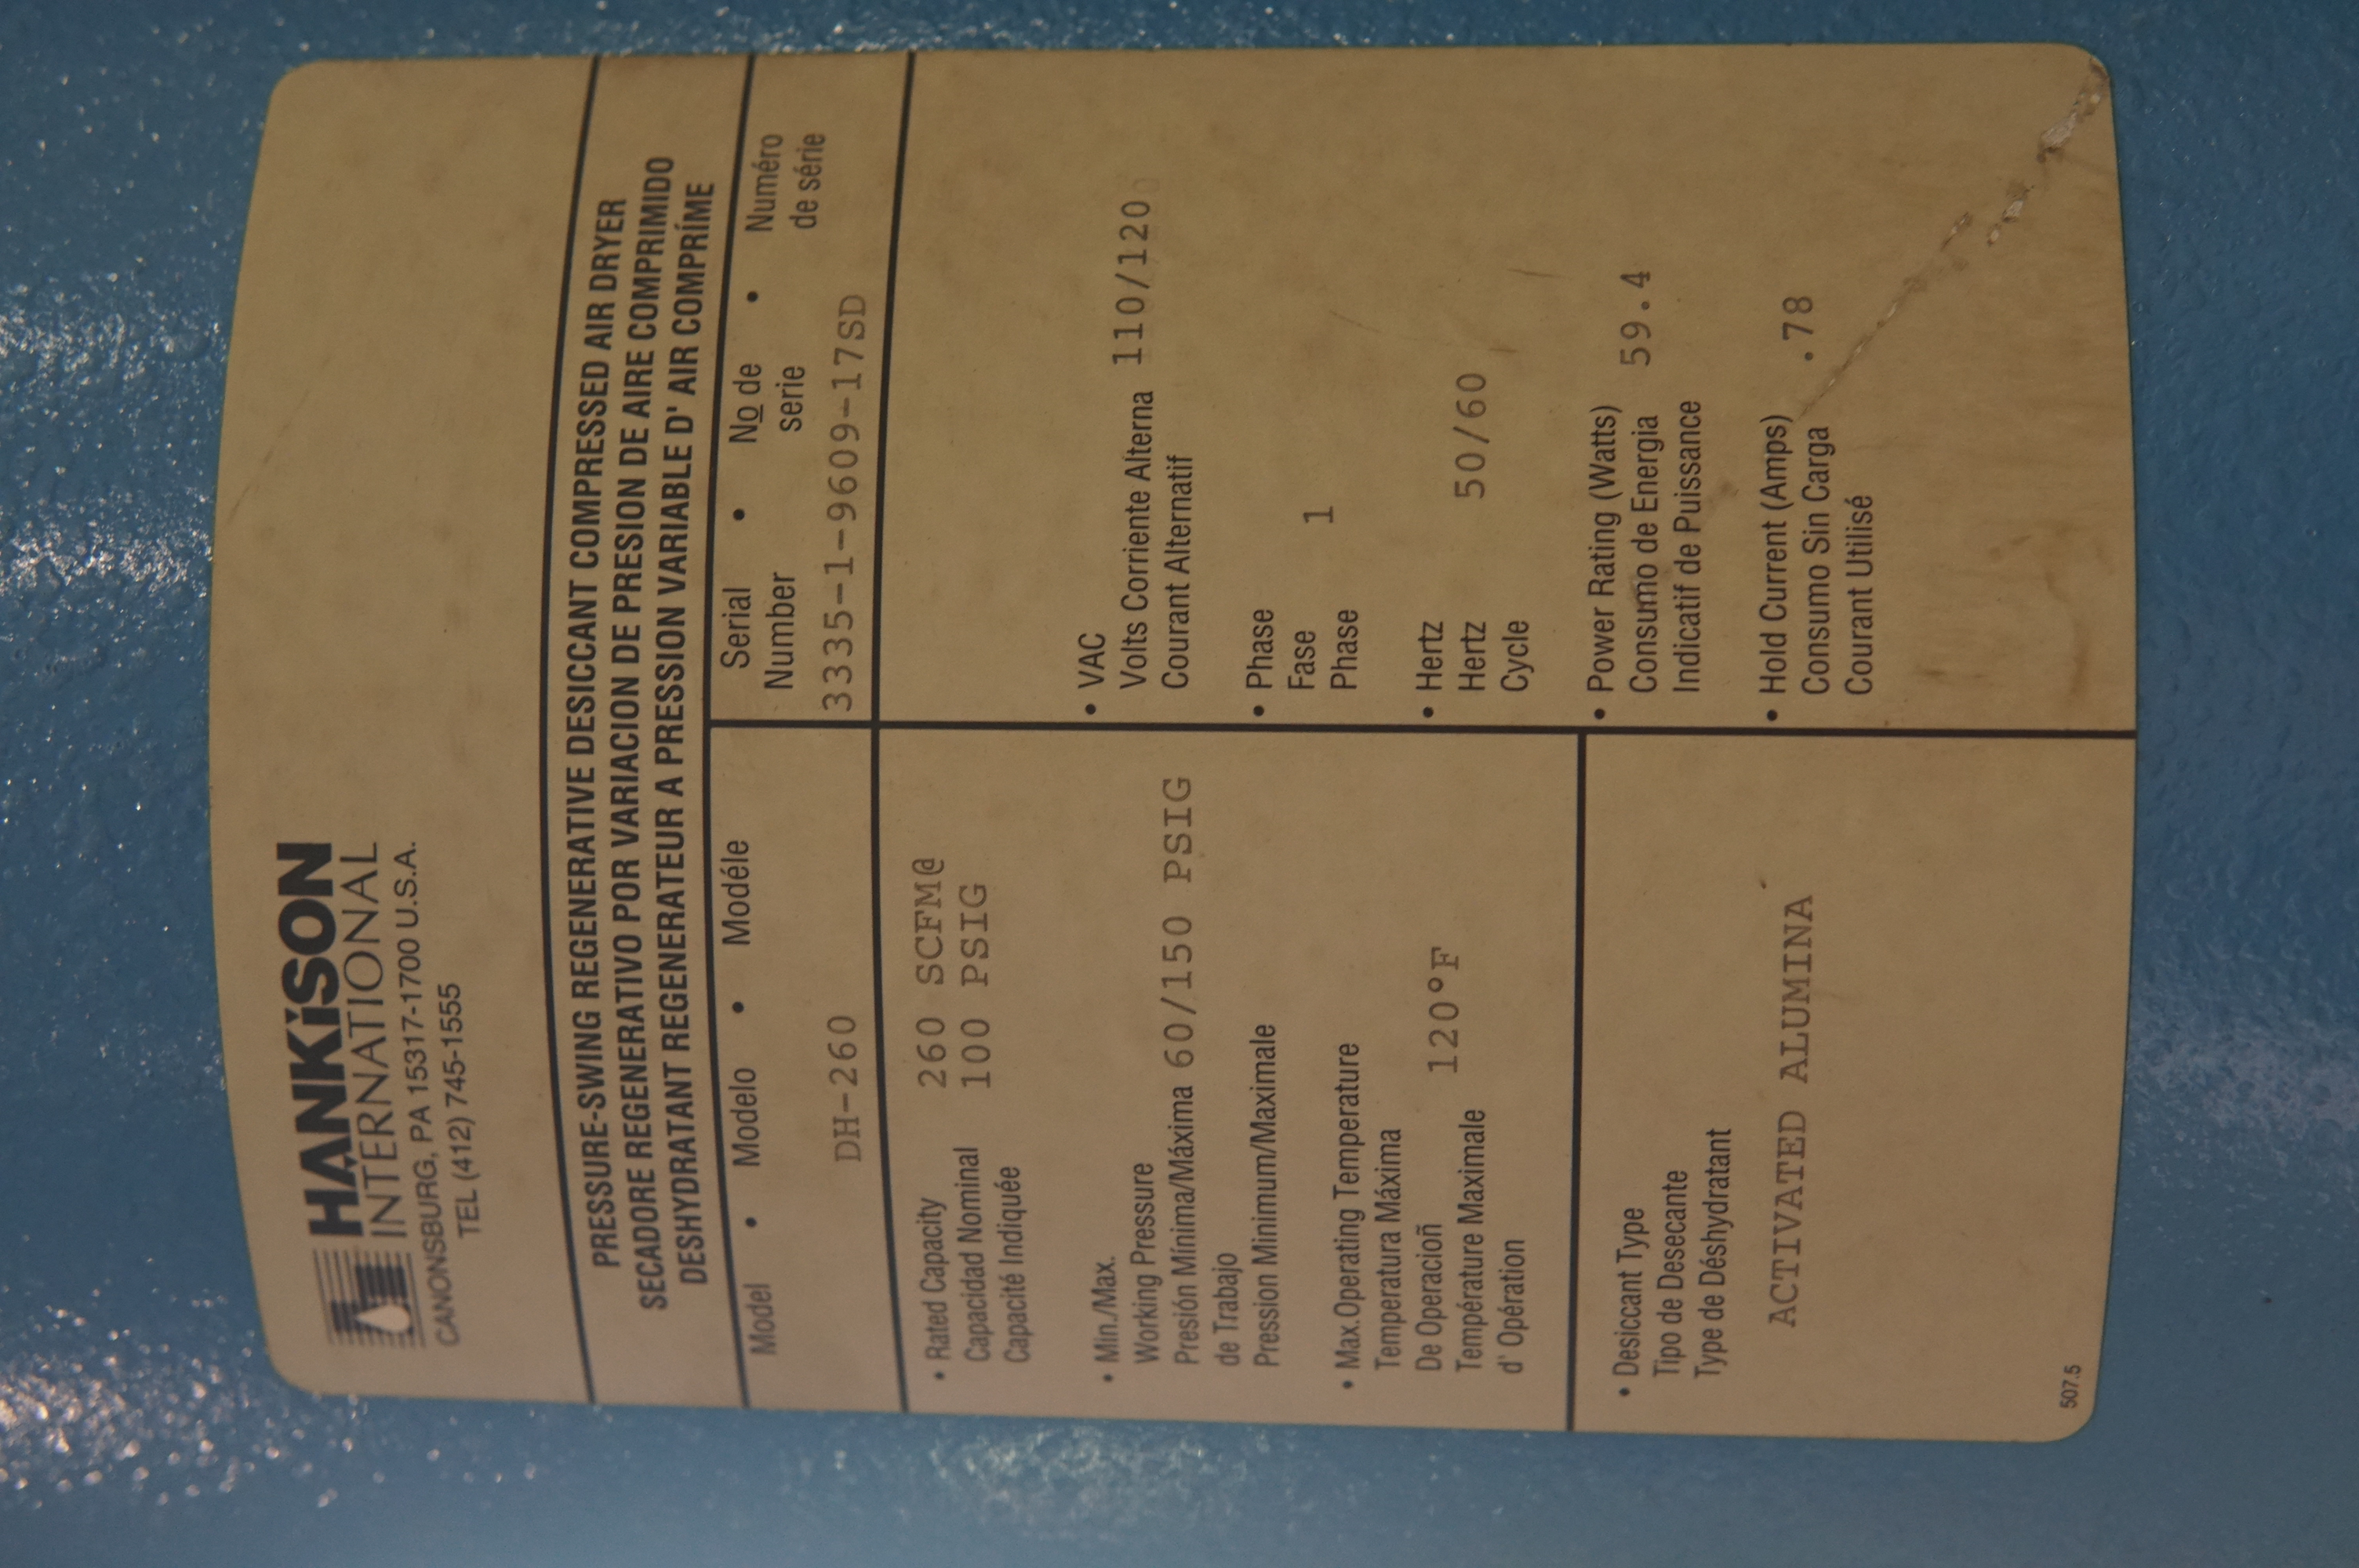 HANKiSON
INTERNATIONAL
CANONSBURG, PA 15317-1700 U.S.A.
TEL (412) 745-1555
PRESSURE-SWING REGENERATIVE DESICCANT COMPRESSED AIR DRYER
SECADORE REGENERATIVO POR VARIACION DE PRESION DE AIRE COMPRIMIDO
DESHYDRATANT REGENERATEUR A PRESSION VARIABLE D' AIR COMPRÍME
Model • Modelo • Modéle
DH-260
Serial • No de • Numéro
Number serie de série
3335-1-9609-17SD
• Rated Capacity 260 SCFM@
Capacidad Nominal 100 PSIG
Capacité Indiquée
• Min./Max.
Working Pressure
Presión Mínima/Máxima 60/150 PSIG
de Trabajo
Pression Minimum/Maximale
• Max.Operating Temperature
Temperatura Máxima
De Operacioñ 120°F
Température Maximale
d' Opération
• Desiccant Type
Tipo de Desecante
Type de Déshydratant
ACTIVATED ALUMINA
507.5
• VAC
Volts Corriente Alterna 110/120
Courant Alternatif
• Phase
Fase 1
Phase
• Hertz
Hertz 50/60
Cycle
• Power Rating (Watts)
Consumo de Energia 59.4
Indicatif de Puissance
• Hold Current (Amps)
Consumo Sin Carga .78
Courant Utilisé